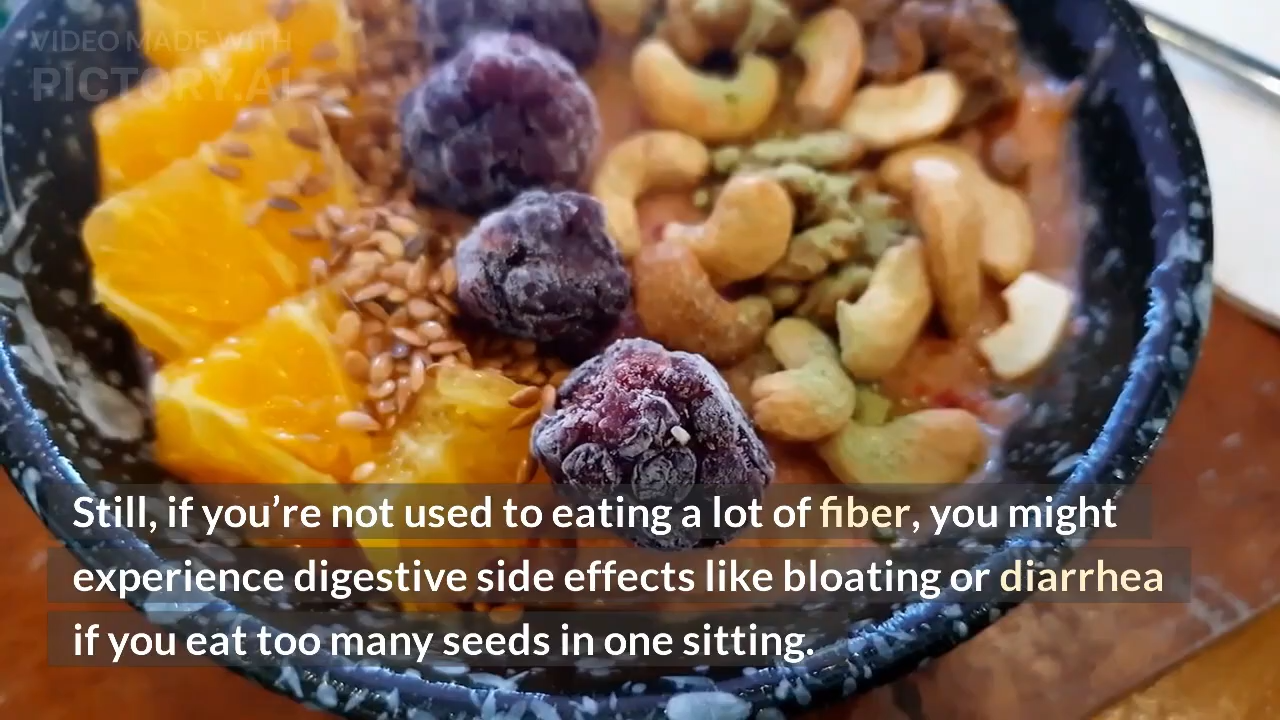 VIDEO MADE WITH
PICTORY.AI
Still, if you’re not used to eating a lot of fiber, you might
experience digestive side effects like bloating or diarrhea
if you eat too many seeds in one sitting.